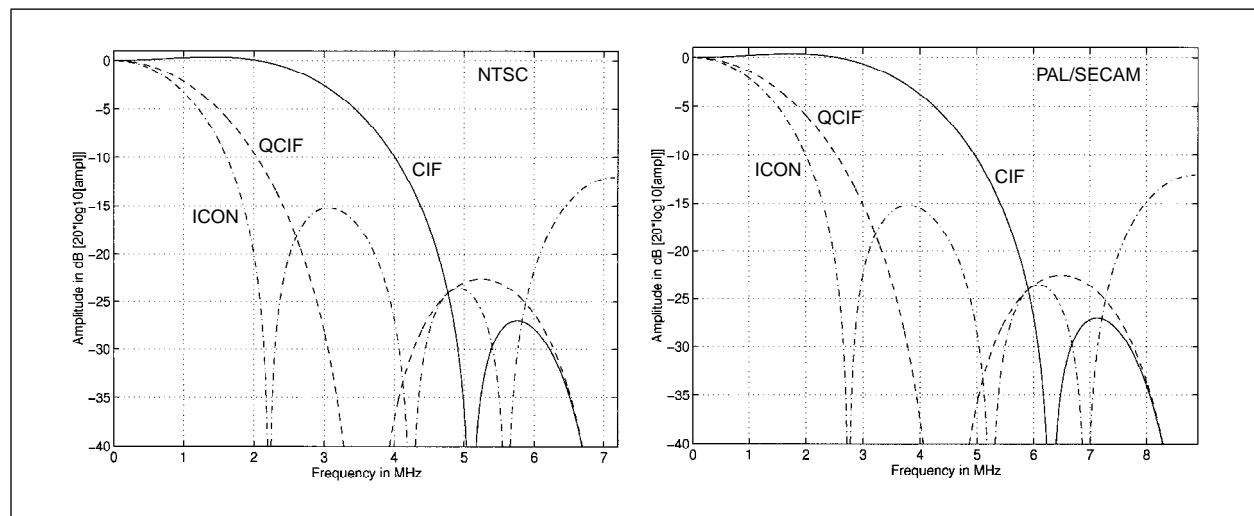 NTSC
QCIF
CIF
ICON
Amplitude in dB [20*log10[ampl]]
0
−5
−10
−15
−20
−25
−30
−35
−40
0 1 2 3 4 5 6 7
Frequency in MHz
PAL/SECAM
QCIF
CIF
ICON
Amplitude in dB [20*log10[ampl]]
0
−5
−10
−15
−20
−25
−30
−35
−40
0 1 2 3 4 5 6 7 8
Frequency in MHz